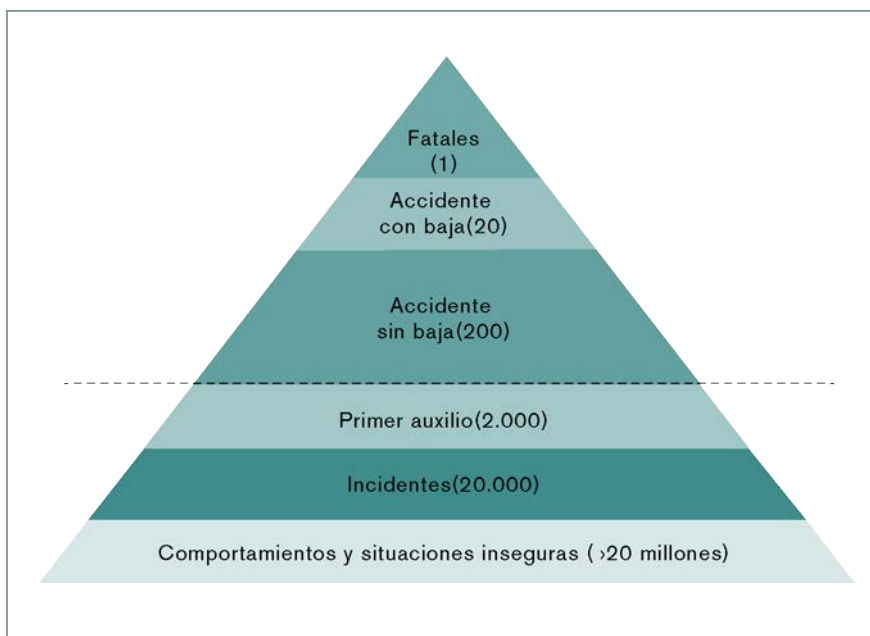 Fatales
(1)
Accidente
con baja(20)
Accidente
sin baja(200)
Primer auxilio(2.000)
Incidentes(20.000)
Comportamientos y situaciones inseguras ( ›20 millones)